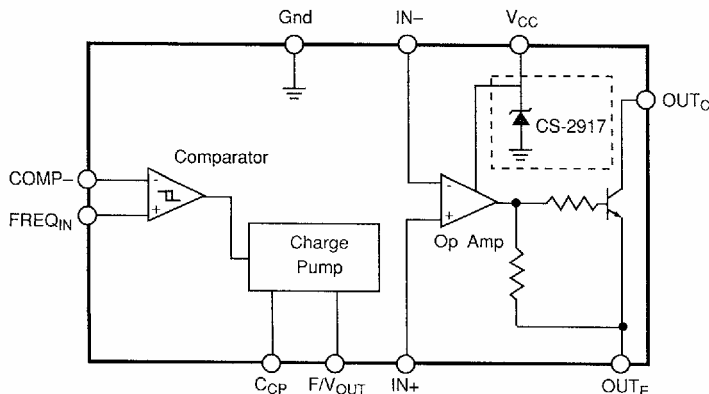 Gnd
IN–
VCC
CS-2917
OUTC
Comparator
COMP–
FREQIN
-
+
-
+
Op Amp
Charge
Pump
CCP
F/VOUT
IN+
OUTE